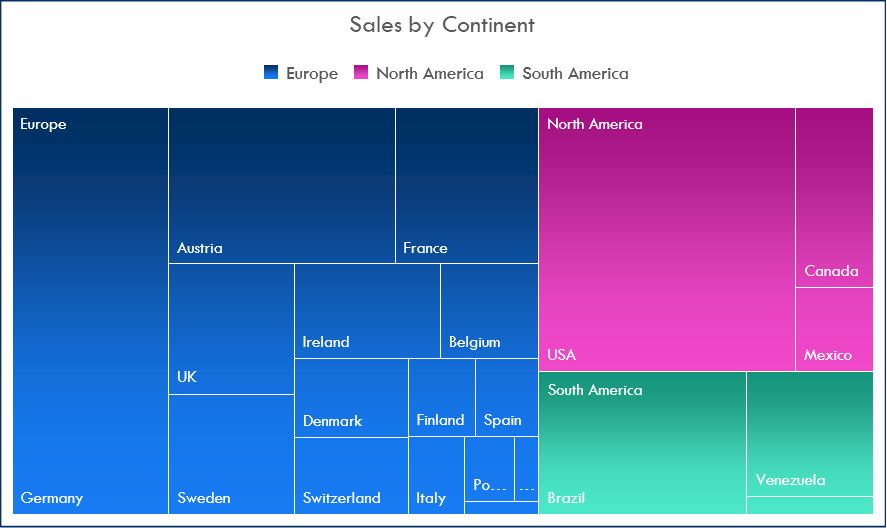 Sales by Continent
Europe North America South America
Europe
Austria
France
UK
Ireland
Belgium
Denmark
Finland
Spain
Germany
Sweden
Switzerland
Italy
Po...
...
North America
Canada
USA
Mexico
South America
Brazil
Venezuela